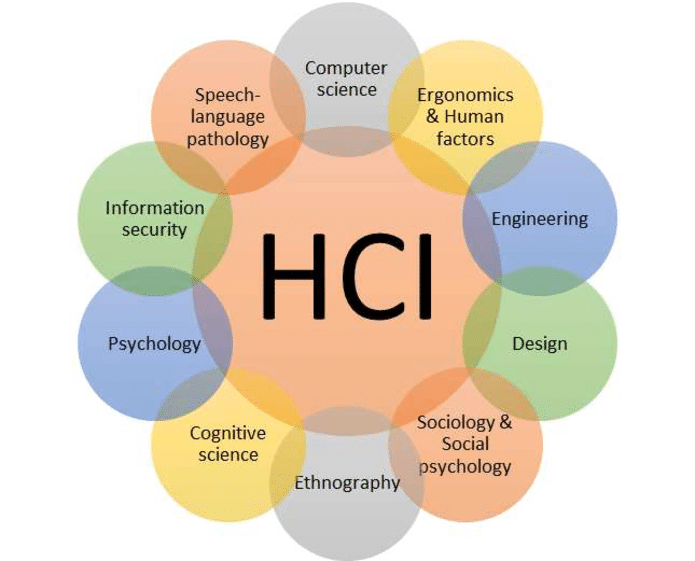 Computer
science
Ergonomics
& Human
factors
Engineering
Design
Sociology &
Social
psychology
Ethnography
Cognitive
science
Psychology
Information
security
Speech-
language
pathology
HCI